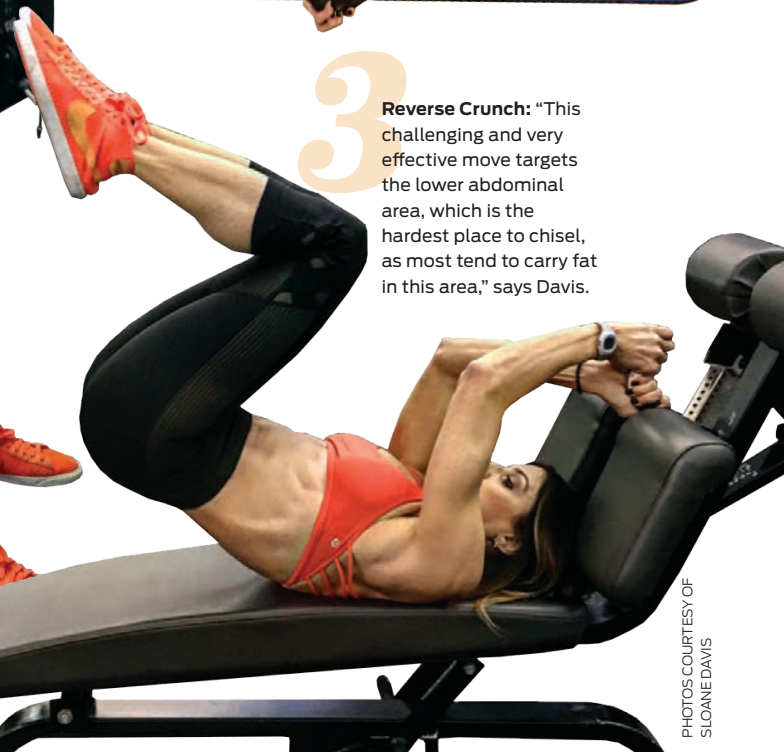 3
Reverse Crunch: “This
challenging and very
effective move targets
the lower abdominal
area, which is the
hardest place to chisel,
as most tend to carry fat
in this area,” says Davis.
PHOTOS COURTESY OF
SLOANE DAVIS